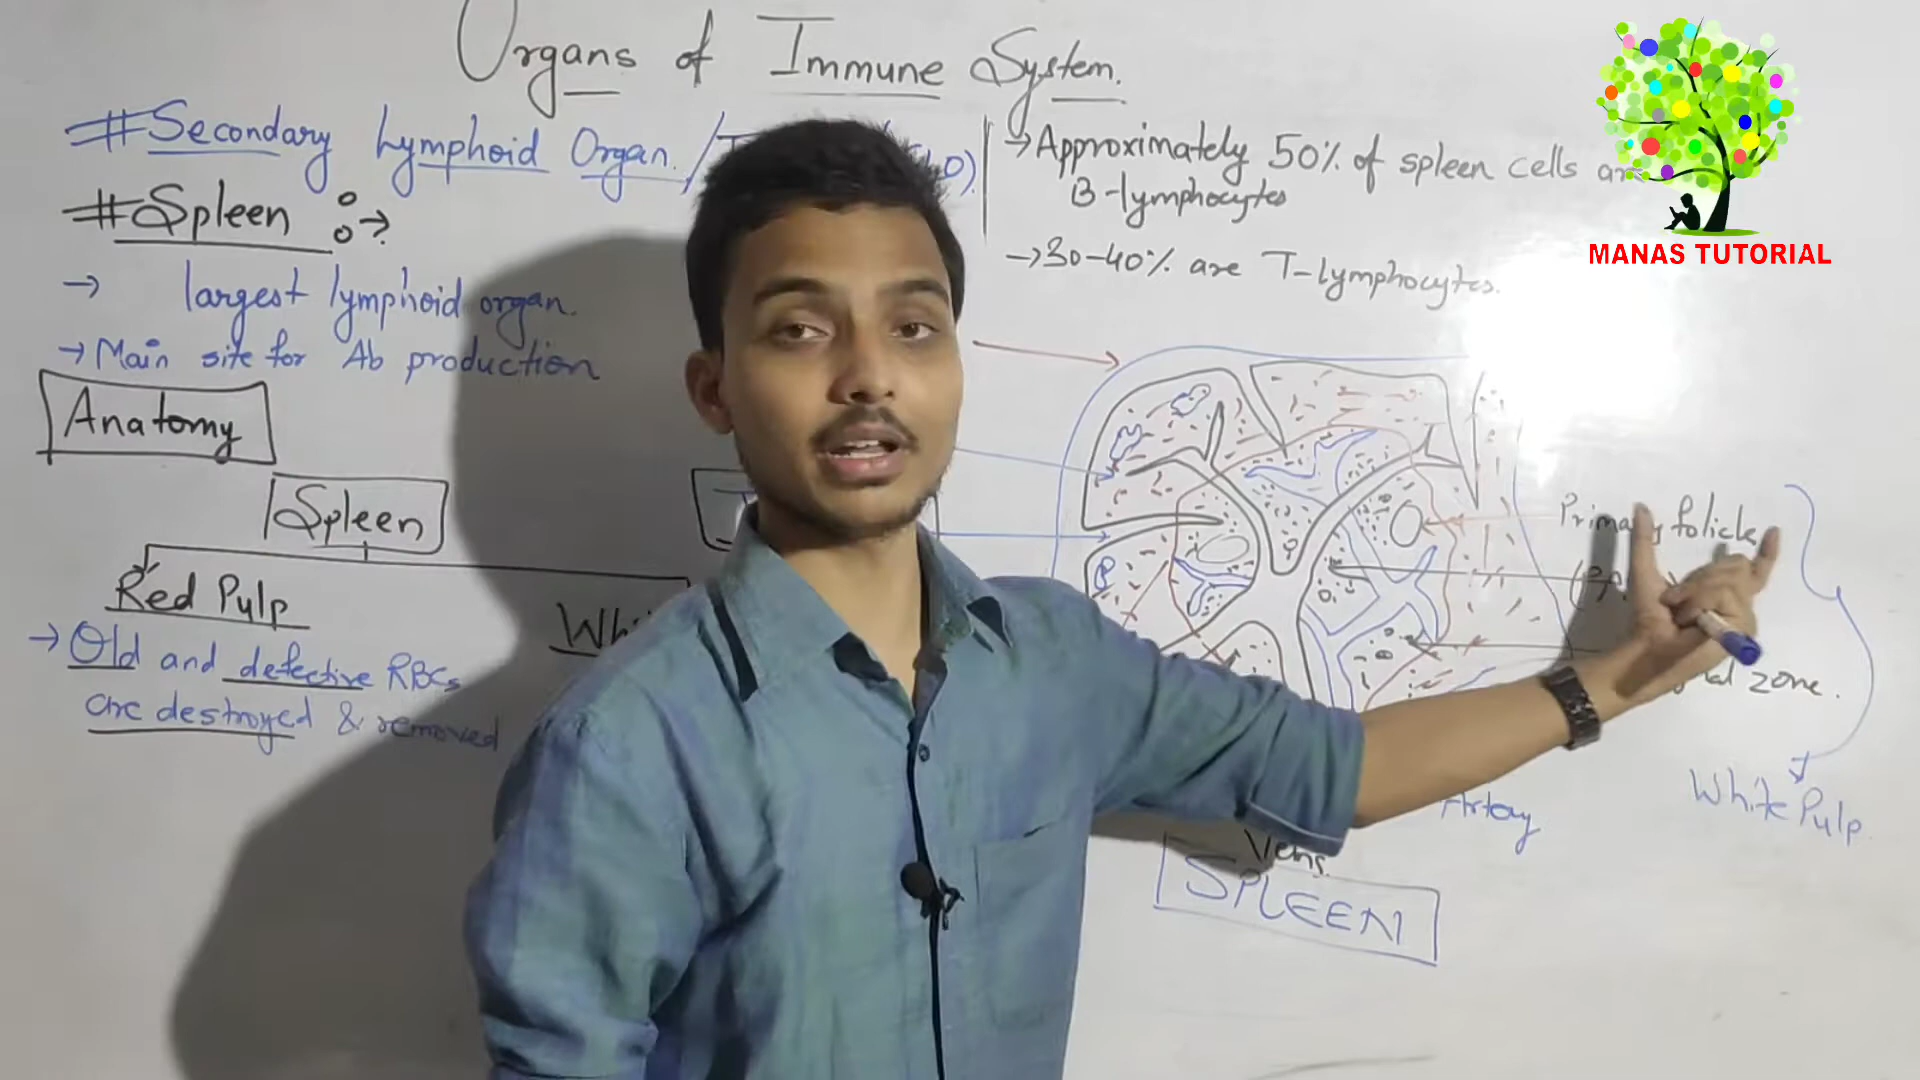 Organs of Immune System.
#Secondary Lymphoid Organ. /
#Spleen :→
→ largest lymphoid organ.
→ Main site for Ab production
Anatomy
Spleen
Red Pulp
→ Old and defective RBCs
are destroyed & removed
→ Approximately 50% of spleen cells
B-lymphocytes
→ 30-40% are T-lymphocytes.
MANAS TUTORIAL
Primary
zone.
White Pulp
Artery
Veins.
SPLEEN